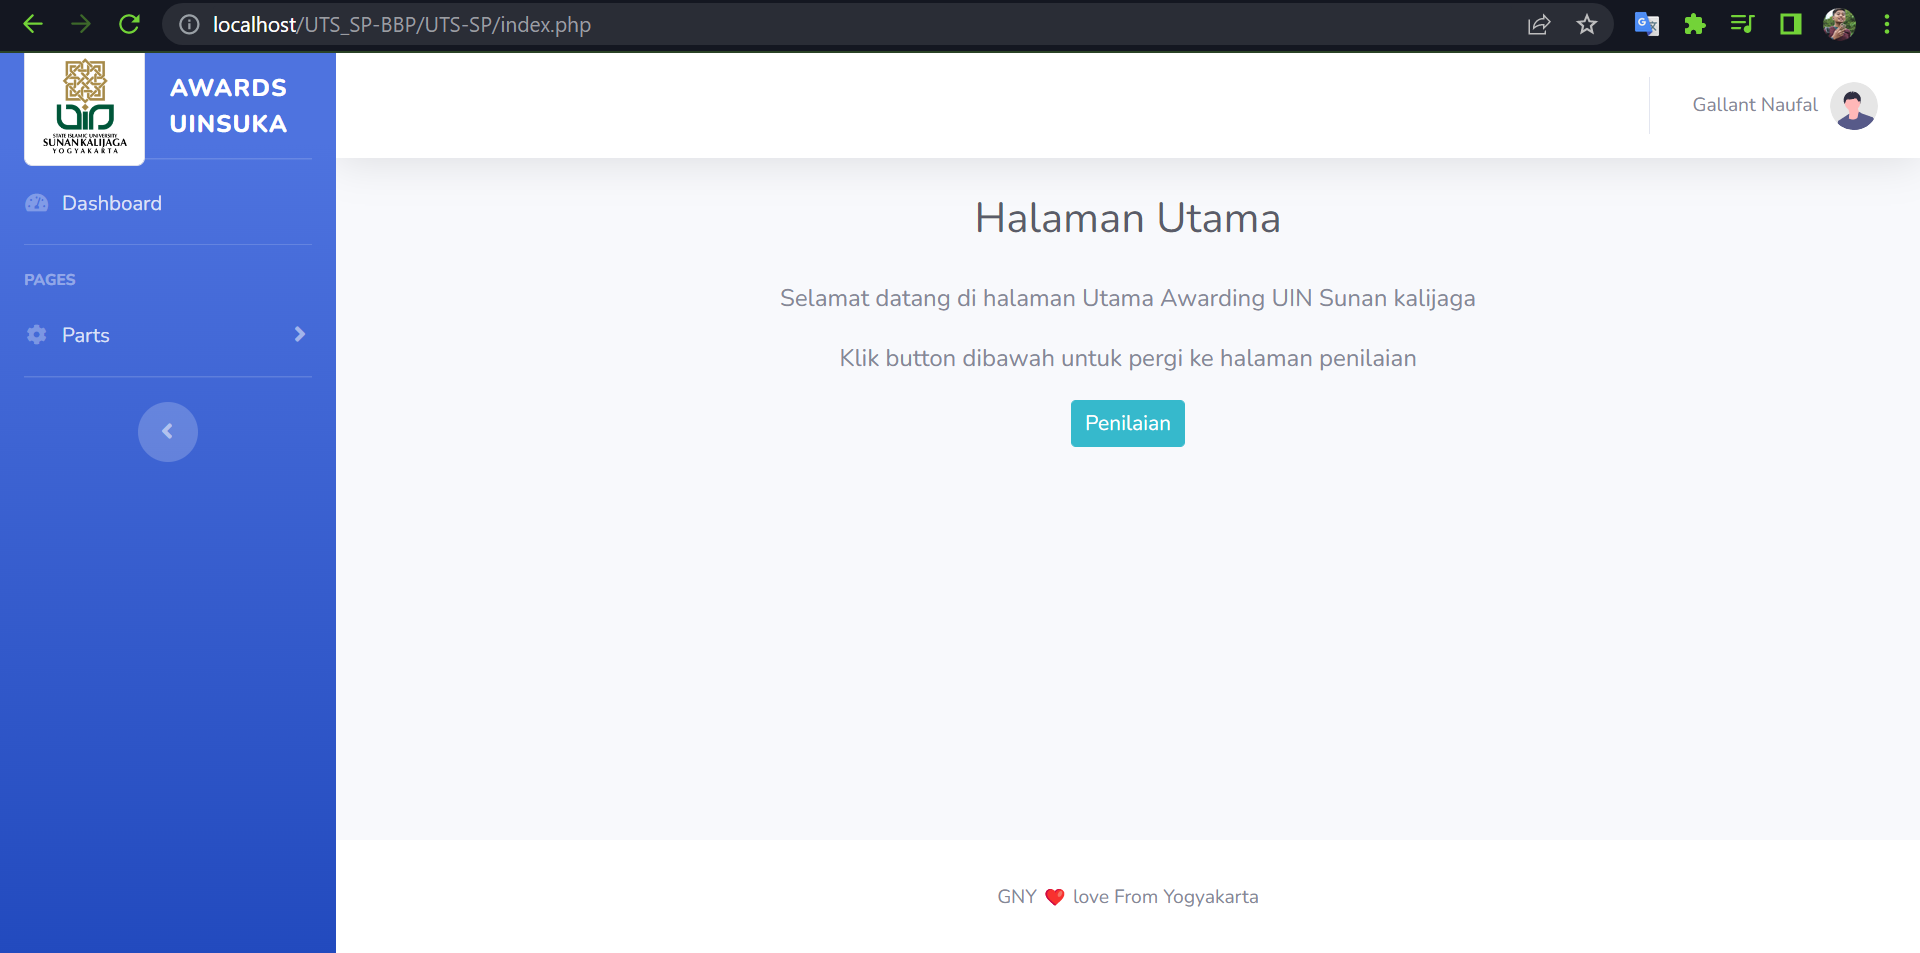 localhost/UTS_SP-BBP/UTS-SP/index.php
STATE ISLAMIC UNIVERSITY
SUNAN KALIJAGA
YOGYAKARTA
AWARDS
UINSUKA
Gallant Naufal
Dashboard
PAGES
Parts
Halaman Utama
Selamat datang di halaman Utama Awarding UIN Sunan kalijaga
Klik button dibawah untuk pergi ke halaman penilaian
Penilaian
GNY ❤️ love From Yogyakarta